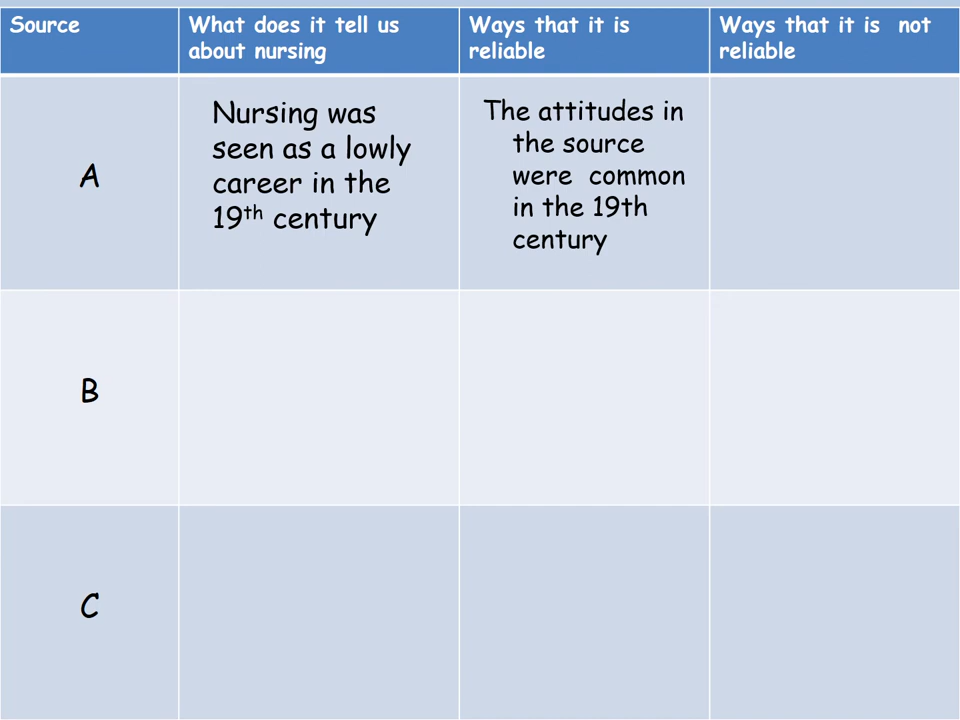 Source
What does it tell us
about nursing
Ways that it is
reliable
Ways that it is  not
reliable
A
Nursing was
seen as a lowly
career in the
19th century
The attitudes in
the source
were  common
in the 19th
century
B
C